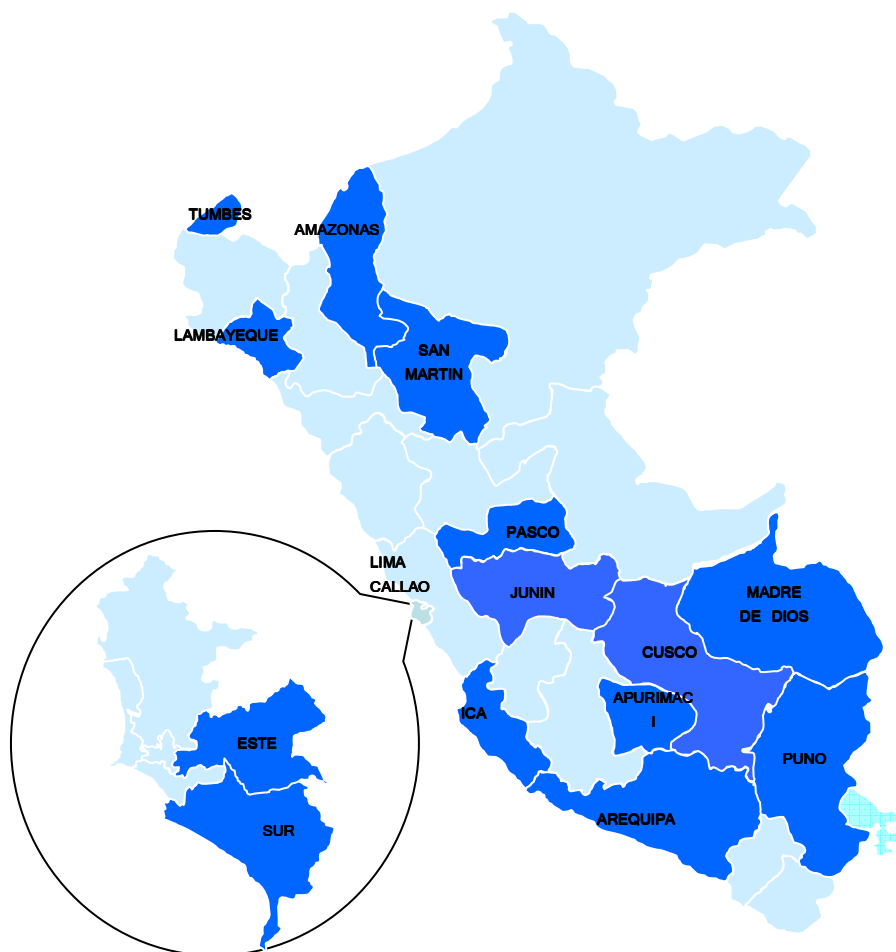 TUMBES
AMAZONAS
LAMBAYEQUE
SAN
MARTIN
PASCO
LIMA
CALLAO
JUNIN
MADRE
DE DIOS
CUSCO
APURIMAC
I
ICA
ESTE
PUNO
AREQUIPA
SUR